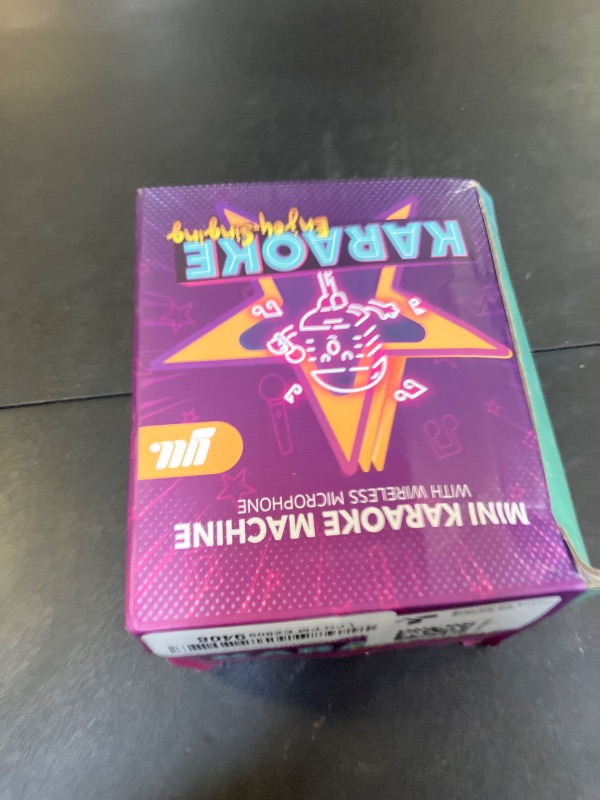 KARAOKE
Enjoy Singing
MINI KARAOKE MACHINE
WITH WIRELESS MICROPHONE